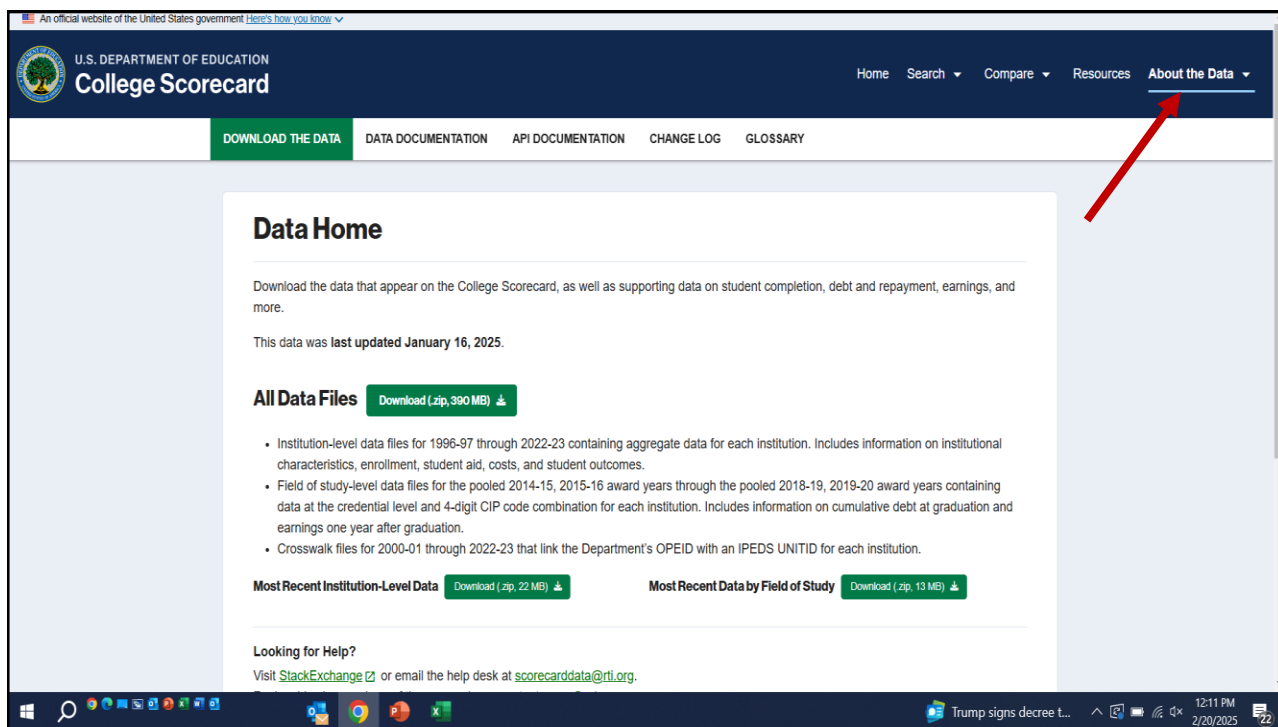 An official website of the United States government Here's how you know
U.S. DEPARTMENT OF EDUCATION
College Scorecard
Home Search Compare Resources About the Data
DOWNLOAD THE DATA DATA DOCUMENTATION API DOCUMENTATION CHANGE LOG GLOSSARY
Data Home
Download the data that appear on the College Scorecard, as well as supporting data on student completion, debt and repayment, earnings, and
more.
This data was last updated January 16, 2025.
All Data Files Download (.zip, 390 MB)
• Institution-level data files for 1996-97 through 2022-23 containing aggregate data for each institution. Includes information on institutional
characteristics, enrollment, student aid, costs, and student outcomes.
• Field of study-level data files for the pooled 2014-15, 2015-16 award years through the pooled 2018-19, 2019-20 award years containing
data at the credential level and 4-digit CIP code combination for each institution. Includes information on cumulative debt at graduation and
earnings one year after graduation.
• Crosswalk files for 2000-01 through 2022-23 that link the Department's OPEID with an IPEDS UNITID for each institution.
Most Recent Institution-Level Data Download (.zip, 22 MB) Most Recent Data by Field of Study Download (.zip, 13 MB)
Looking for Help?
Visit StackExchange or email the help desk at scorecarddata@rti.org.
Trump signs decree t...
12:11 PM
2/20/2025
22